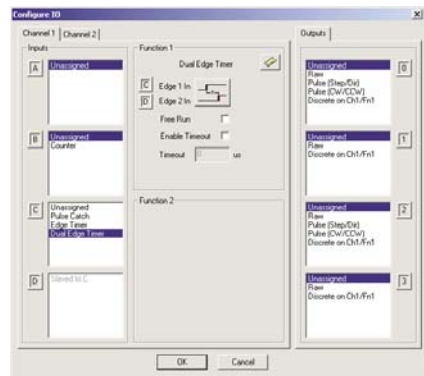 Configure IO
Channel 1 Channel 2
Inputs
A
Unassigned
B
Unassigned
Counter
C
Unassigned
Pulse Catch
Edge Timer
Dual Edge Timer
D
Slaved to C
Function 1
Dual Edge Timer
C Edge 1 In
D Edge 2 In
Free Run
Enable Timeout
Timeout 0 us
Function 2
Outputs
Unassigned
Raw
Pulse (Step/Dir)
Pulse (CW/CCW)
Discrete on Ch1/Fn1
0
Unassigned
Raw
Discrete on Ch1/Fn1
1
Unassigned
Raw
Pulse (Step/Dir)
Pulse (CW/CCW)
Discrete on Ch1/Fn1
2
Unassigned
Raw
Discrete on Ch1/Fn1
3
OK Cancel